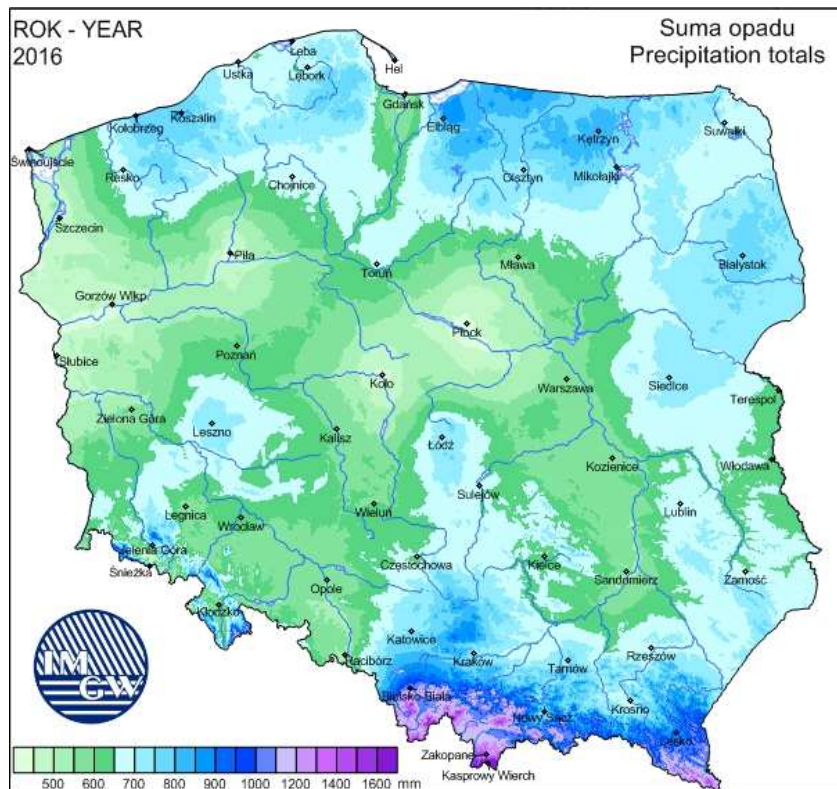 ROK - YEAR
2016
Suma opadu
Precipitation totals
Łeba
Hel
Ustka
Lębork
Gdańsk
Kołobrzeg
Koszalin
Elbląg
Kętrzyn
Suwałki
Świnoujście
Resko
Chojnice
Olsztyn
Mikołajki
Szczecin
Piła
Toruń
Mława
Białystok
Gorzów Wlkp.
Płock
Słubice
Poznań
Koło
Warszawa
Siedlce
Terespol
Zielona Góra
Leszno
Kalisz
Łódź
Kozienice
Włodawa
Legnica
Wrocław
Wieluń
Sulejów
Lublin
Jelenia Góra
Śnieżka
Opole
Częstochowa
Kielce
Sandomierz
Zamość
Kłodzko
Katowice
Racibórz
Kraków
Tarnów
Rzeszów
Bielsko-Biała
Nowy Sącz
Krosno
Lesko
Zakopane
Kasprowy Wierch
IM
GW
500 600 700 800 900 1000 1200 1400 1600 mm